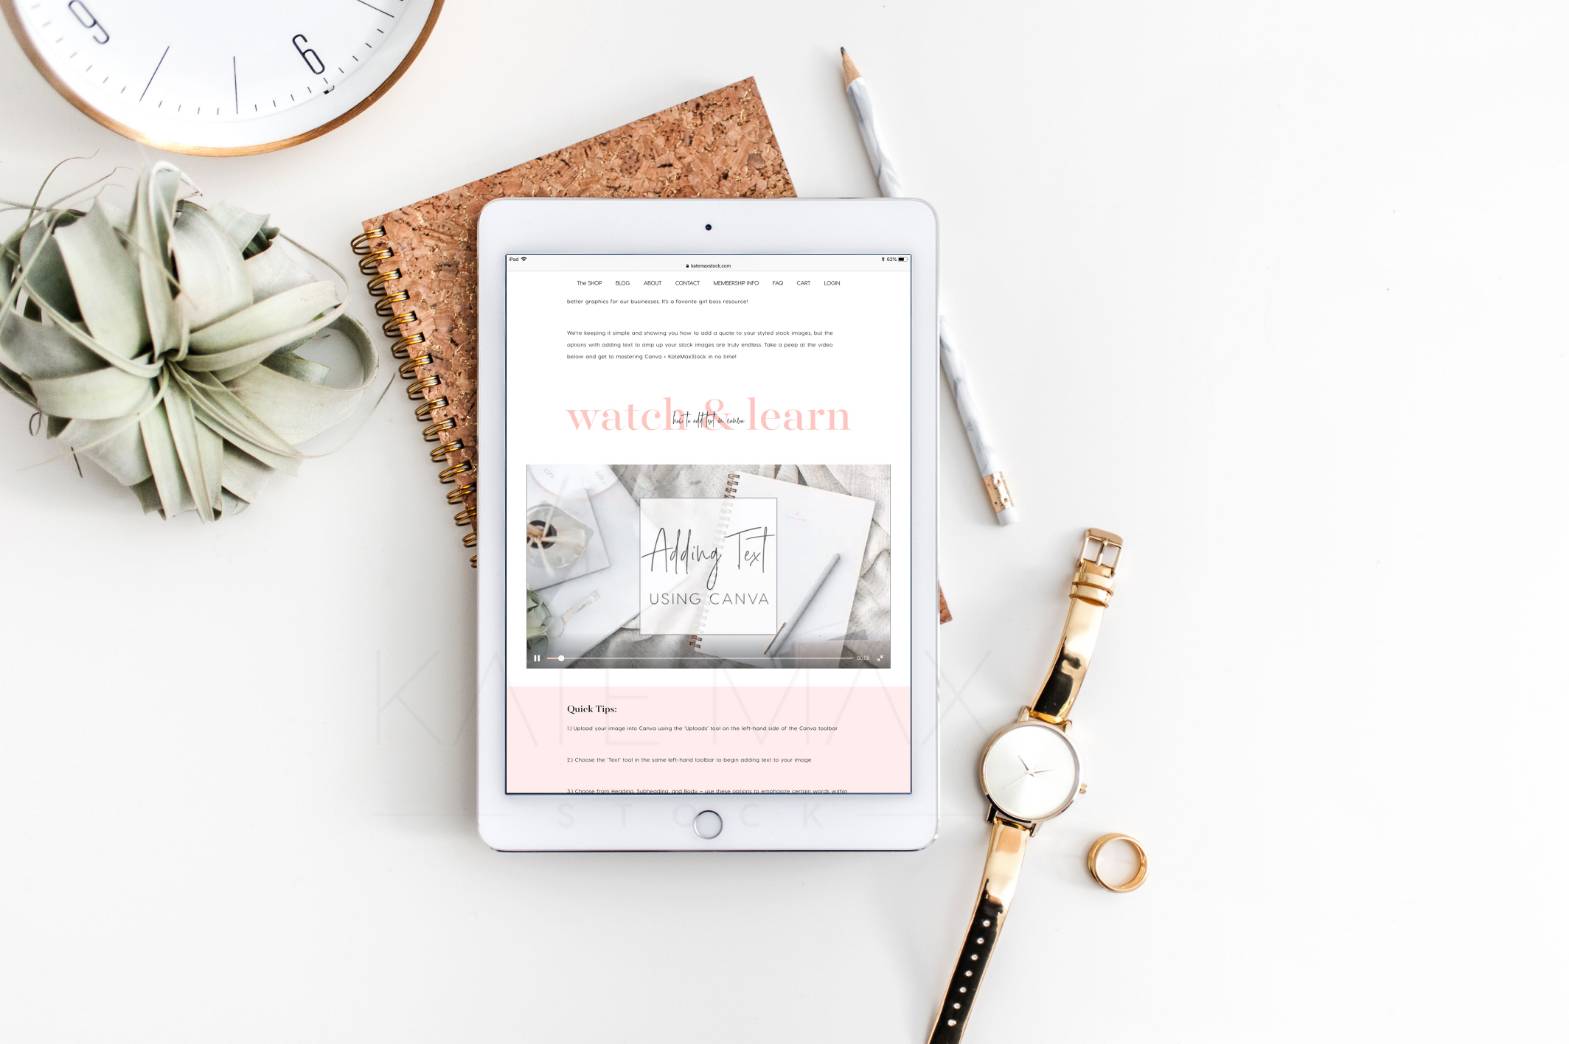 9
6
iPad
62%
katemaxstock.com
The SHOP BLOG ABOUT CONTACT MEMBERSHIP INFO FAQ CART LOGIN
better graphics for our businesses. It's a favorite girl boss resource!
We're keeping it simple and showing you how to add a quote to your styled stock images, but the
options with adding text to amp up your stock images are truly endless. Take a peep at the video
below and get to mastering Canva + KateMaxStock in no time!
watch & learn
how to add text in canva
Adding Text
USING CANVA
KATE MAX
Quick Tips:
1.) Upload your image into Canva using the "Uploads" tool on the left-hand side of the Canva toolbar
2.) Choose the "Text" tool in the same left-hand toolbar to begin adding text to your image
3.) Choose from Heading, Subheading, and Body – use these options to emphasize certain words within
STOCK